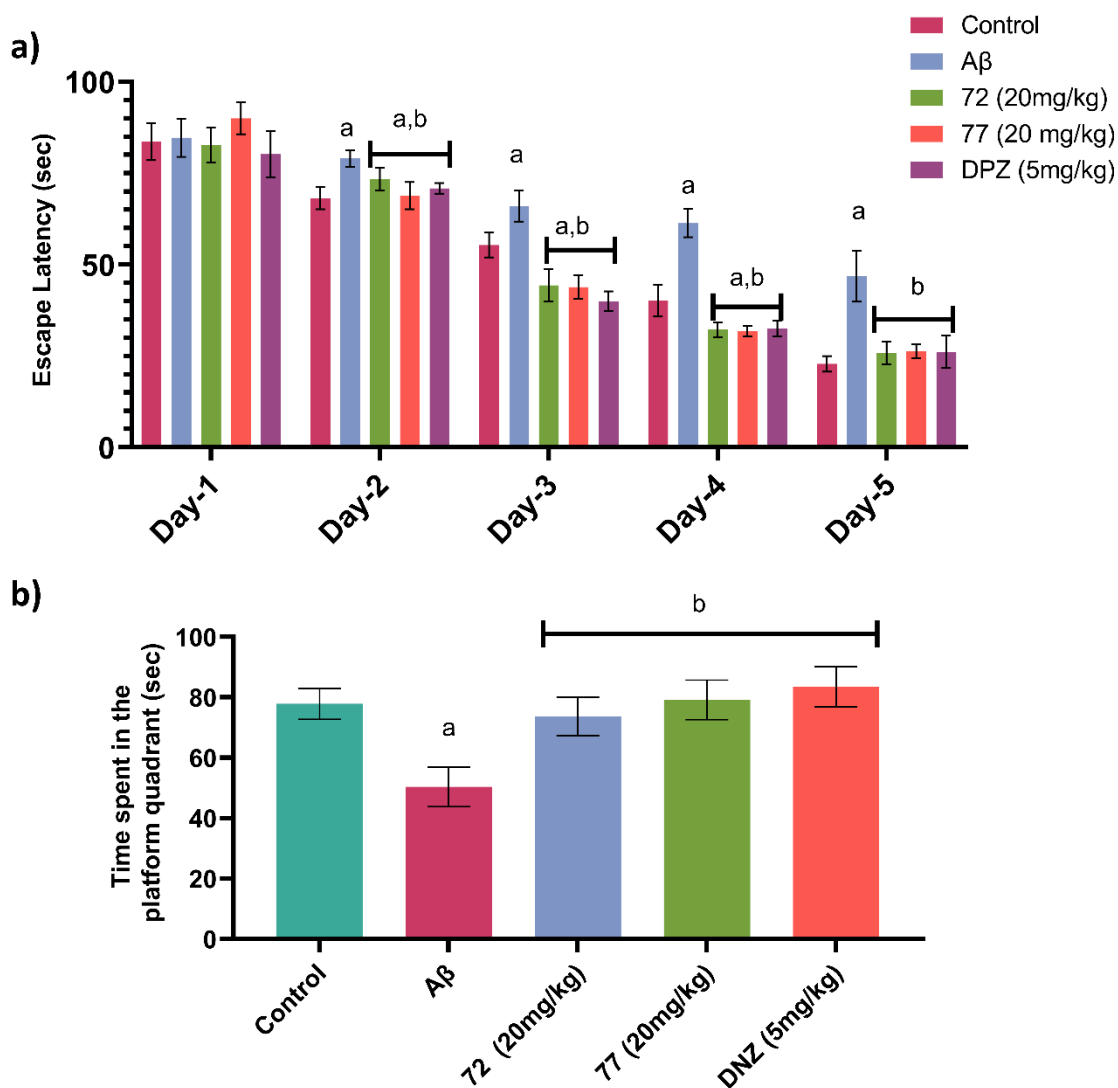 a)
Control
Aβ
72 (20mg/kg)
77 (20 mg/kg)
DPZ (5mg/kg)
Escape Latency (sec)
100
50
0
a
a,b
a
a,b
a
a,b
a
b
Day-1
Day-2
Day-3
Day-4
Day-5
b)
Time spent in the
platform quadrant (sec)
100
80
60
40
20
0
a
b
Control
Aβ
72 (20mg/kg)
77 (20mg/kg)
DNZ (5mg/kg)